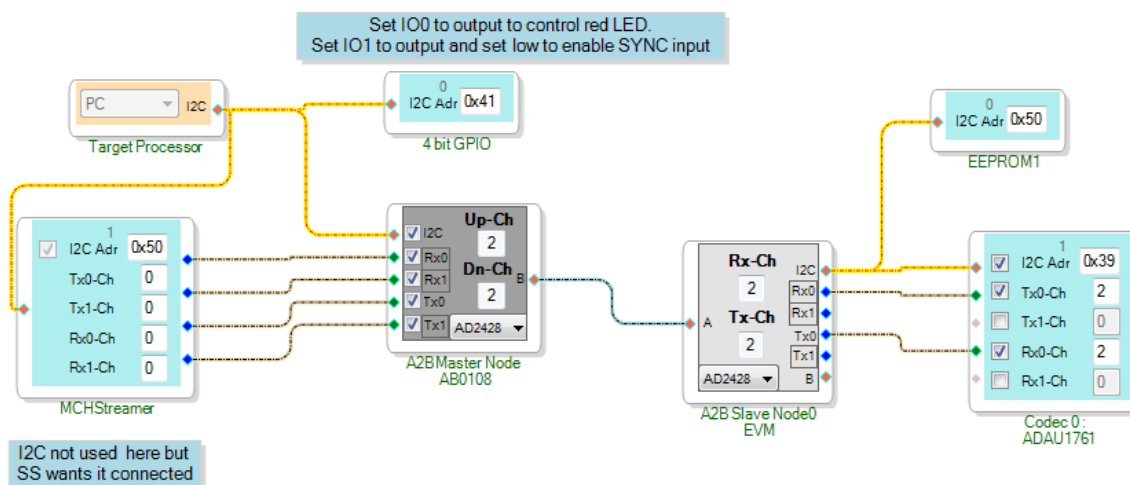 Set IO0 to output to control red LED.
Set IO1 to output and set low to enable SYNC input
PC
I2C
Target Processor
0
I2C Adr 0x41
4 bit GPIO
0
I2C Adr 0x50
EEPROM1
1
I2C Adr 0x50
Tx0-Ch 0
Tx1-Ch 0
Rx0-Ch 0
Rx1-Ch 0
MCHStreamer
Up-Ch
2
Dn-Ch
2
I2C
Rx0
Rx1
Tx0
Tx1
B
AD2428
A2BMaster Node
AB0108
Rx-Ch
2
Tx-Ch
2
A
I2C
Rx0
Rx1
Tx0
Tx1
B
AD2428
A2B Slave Node0
EVM
1
I2C Adr 0x39
Tx0-Ch 2
Tx1-Ch 0
Rx0-Ch 2
Rx1-Ch 0
Codec 0 :
ADAU1761
I2C not used here but
SS wants it connected